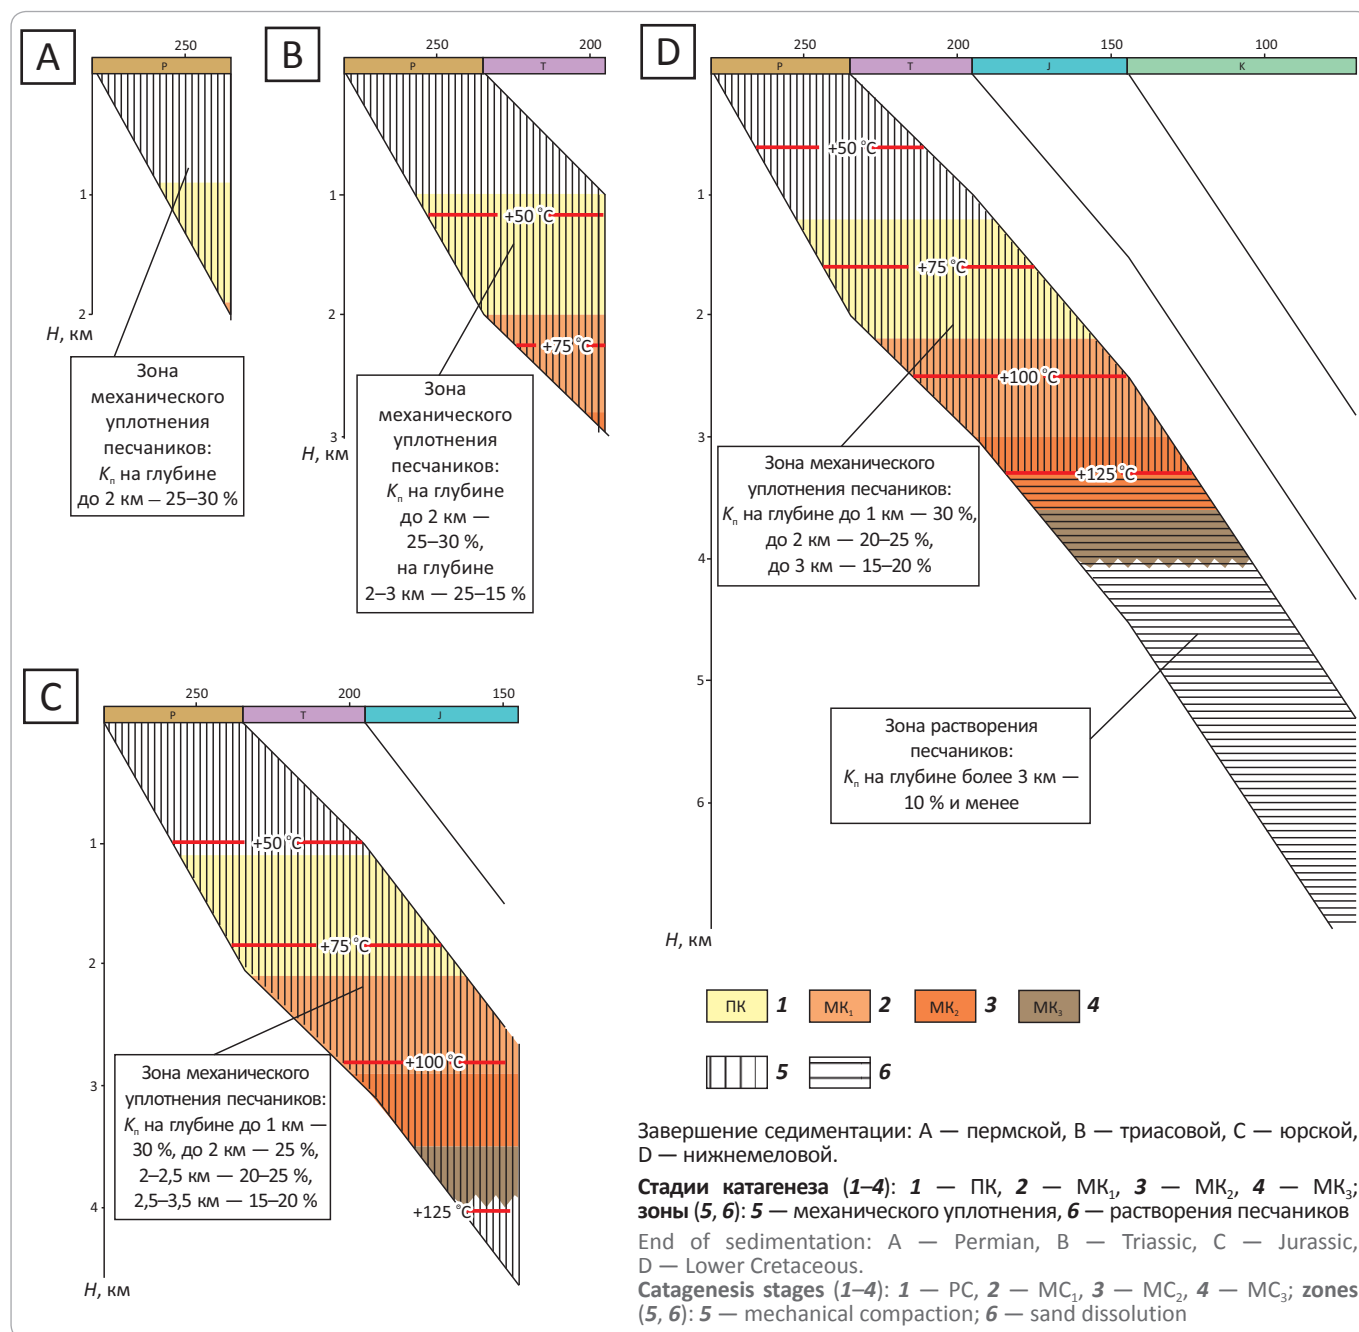 A
250
P
1
2
H, км
Зона
механического
уплотнения
песчаников:
Kп на глубине
до 2 км — 25–30 %
B
250
200
P
T
1
+50 °C
2
+75 °C
3
H, км
Зона
механического
уплотнения
песчаников:
Kп на глубине
до 2 км —
25–30 %,
на глубине
2–3 км — 25–15 %
D
250
200
150
100
P
T
J
K
+50 °C
1
+75 °C
2
+100 °C
3
+125 °C
4
5
6
H, км
Зона механического
уплотнения песчаников:
Kп на глубине до 1 км — 30 %,
до 2 км — 20–25 %,
до 3 км — 15–20 %
Зона растворения
песчаников:
Kп на глубине более 3 км —
10 % и менее
C
250
200
150
P
T
J
1
+50 °C
+75 °C
2
+100 °C
3
4
+125 °C
H, км
Зона механического
уплотнения песчаников:
Kп на глубине до 1 км —
30 %, до 2 км — 25 %,
2–2,5 км — 20–25 %,
2,5–3,5 км — 15–20 %
ПК 1 МК₁ 2 МК₂ 3 МК₃ 4
5 6
Завершение седиментации: A — пермской, B — триасовой, C — юрской,
D — нижнемеловой.
Стадии катагенеза (1–4): 1 — ПК, 2 — МК₁, 3 — МК₂, 4 — МК₃;
зоны (5, 6): 5 — механического уплотнения, 6 — растворения песчаников
End of sedimentation: A — Permian, B — Triassic, C — Jurassic,
D — Lower Cretaceous.
Catagenesis stages (1–4): 1 — PC, 2 — MC₁, 3 — MC₂, 4 — MC₃; zones
(5, 6): 5 — mechanical compaction; 6 — sand dissolution